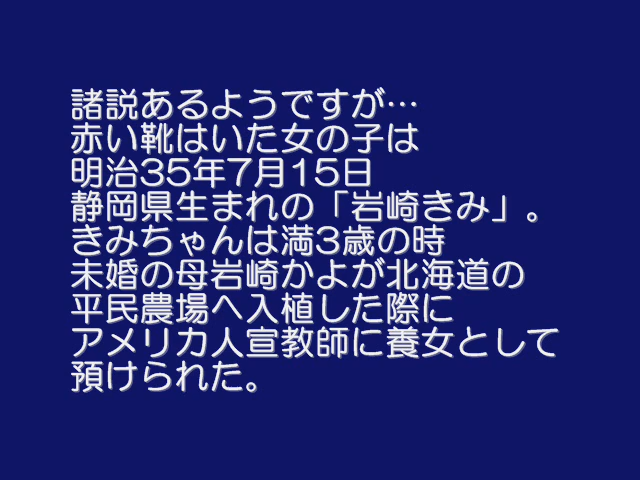 諸説あるようですが…
赤い靴はいた女の子は
明治35年7月15日
静岡県生まれの「岩崎きみ」。
きみちゃんは満3歳の時
未婚の母岩崎かよが北海道の
平民農場へ入植した際に
アメリカ人宣教師に養女として
預けられた。